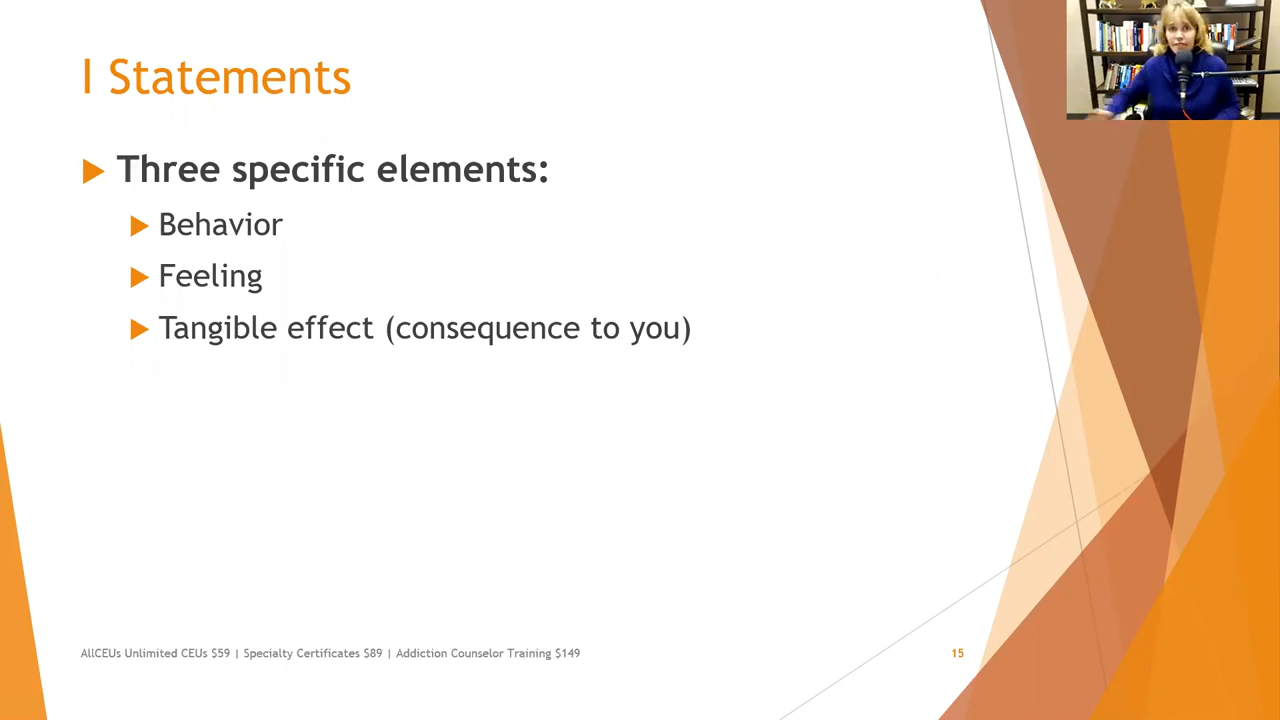 I Statements
Three specific elements:
Behavior
Feeling
Tangible effect (consequence to you)
AllCEUs Unlimited CEUs $59 | Specialty Certificates $89 | Addiction Counselor Training $149
15